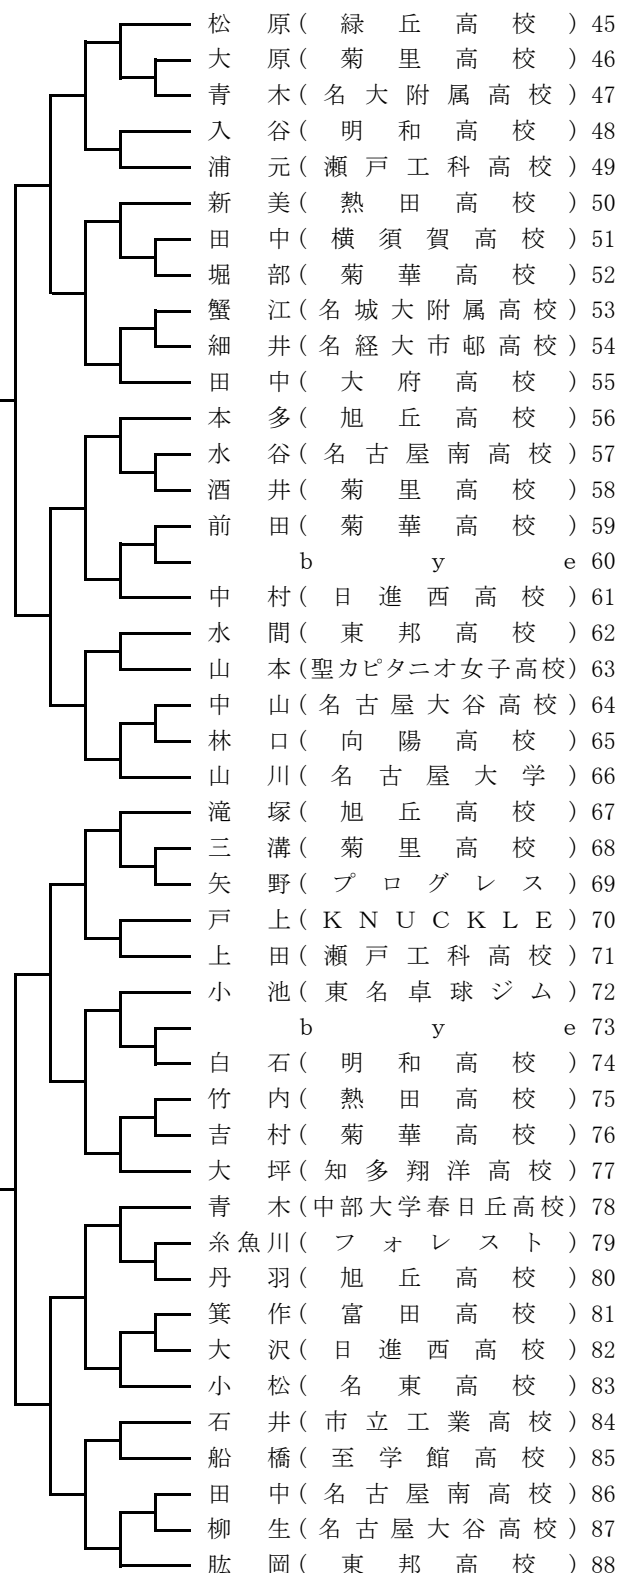 松原(緑丘高校) 45
大原(菊里高校) 46
青木(名大附属高校) 47
入谷(明和高校) 48
浦元(瀬戸工科高校) 49
新美(熱田高校) 50
田中(横須賀高校) 51
堀部(菊華高校) 52
蟹江(名城大附属高校) 53
細井(名経大市邨高校) 54
田中(大府高校) 55
本多(旭丘高校) 56
水谷(名古屋南高校) 57
酒井(菊里高校) 58
前田(菊華高校) 59
bye 60
中村(日進西高校) 61
水間(東邦高校) 62
山本(聖カピタニオ女子高校) 63
中山(名古屋大谷高校) 64
林口(向陽高校) 65
山川(名古屋大学) 66
滝塚(旭丘高校) 67
三溝(菊里高校) 68
矢野(プログレス) 69
戸上(KNUCKLE) 70
上田(瀬戸工科高校) 71
小池(東名卓球ジム) 72
bye 73
白石(明和高校) 74
竹内(熱田高校) 75
吉村(菊華高校) 76
大坪(知多翔洋高校) 77
青木(中部大学春日丘高校) 78
糸魚川(フォレスト) 79
丹羽(旭丘高校) 80
箕作(富田高校) 81
大沢(日進西高校) 82
小松(名東高校) 83
石井(市立工業高校) 84
船橋(至学館高校) 85
田中(名古屋南高校) 86
柳生(名古屋大谷高校) 87
肱岡(東邦高校) 88